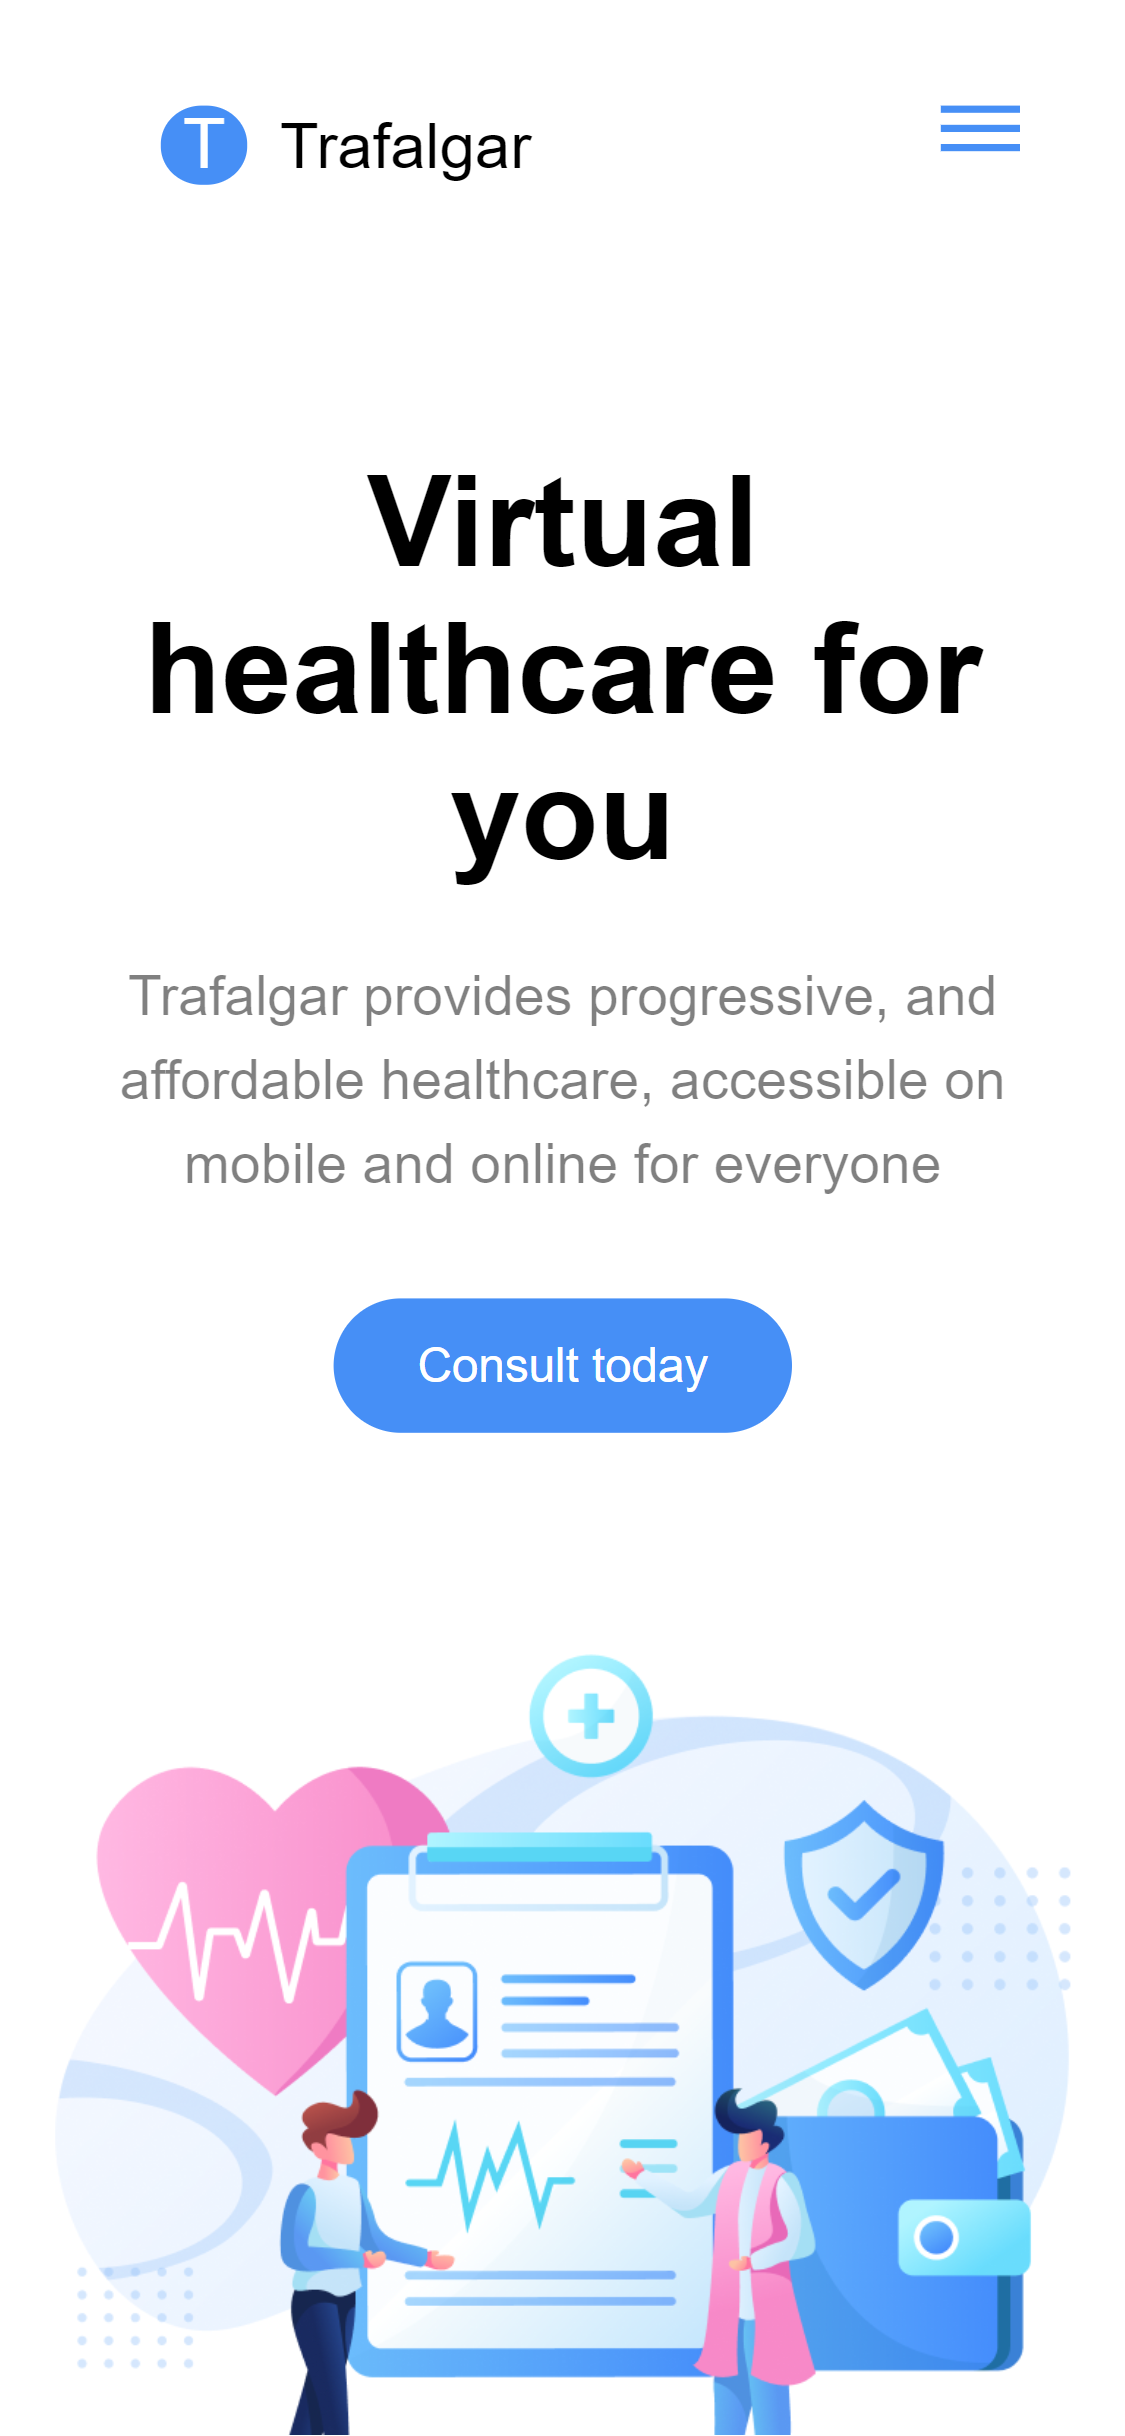 T Trafalgar
Virtual
healthcare for
you
Trafalgar provides progressive, and
affordable healthcare, accessible on
mobile and online for everyone
Consult today